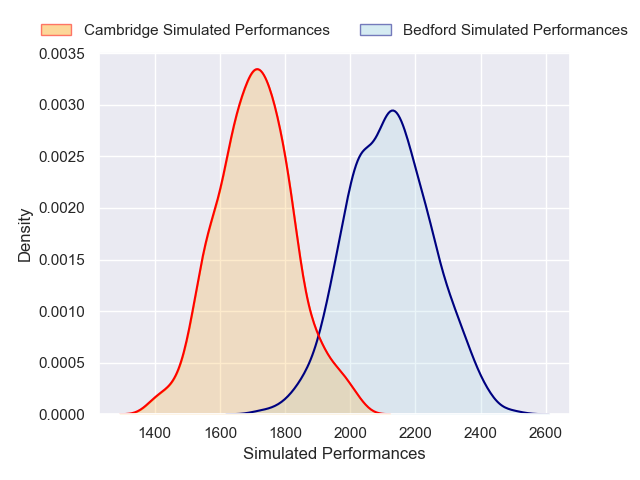 Cambridge Simulated Performances
Bedford Simulated Performances
0.0035
0.0030
0.0025
0.0020
0.0015
0.0010
0.0005
0.0000
Density
1400 1600 1800 2000 2200 2400 2600
Simulated Performances